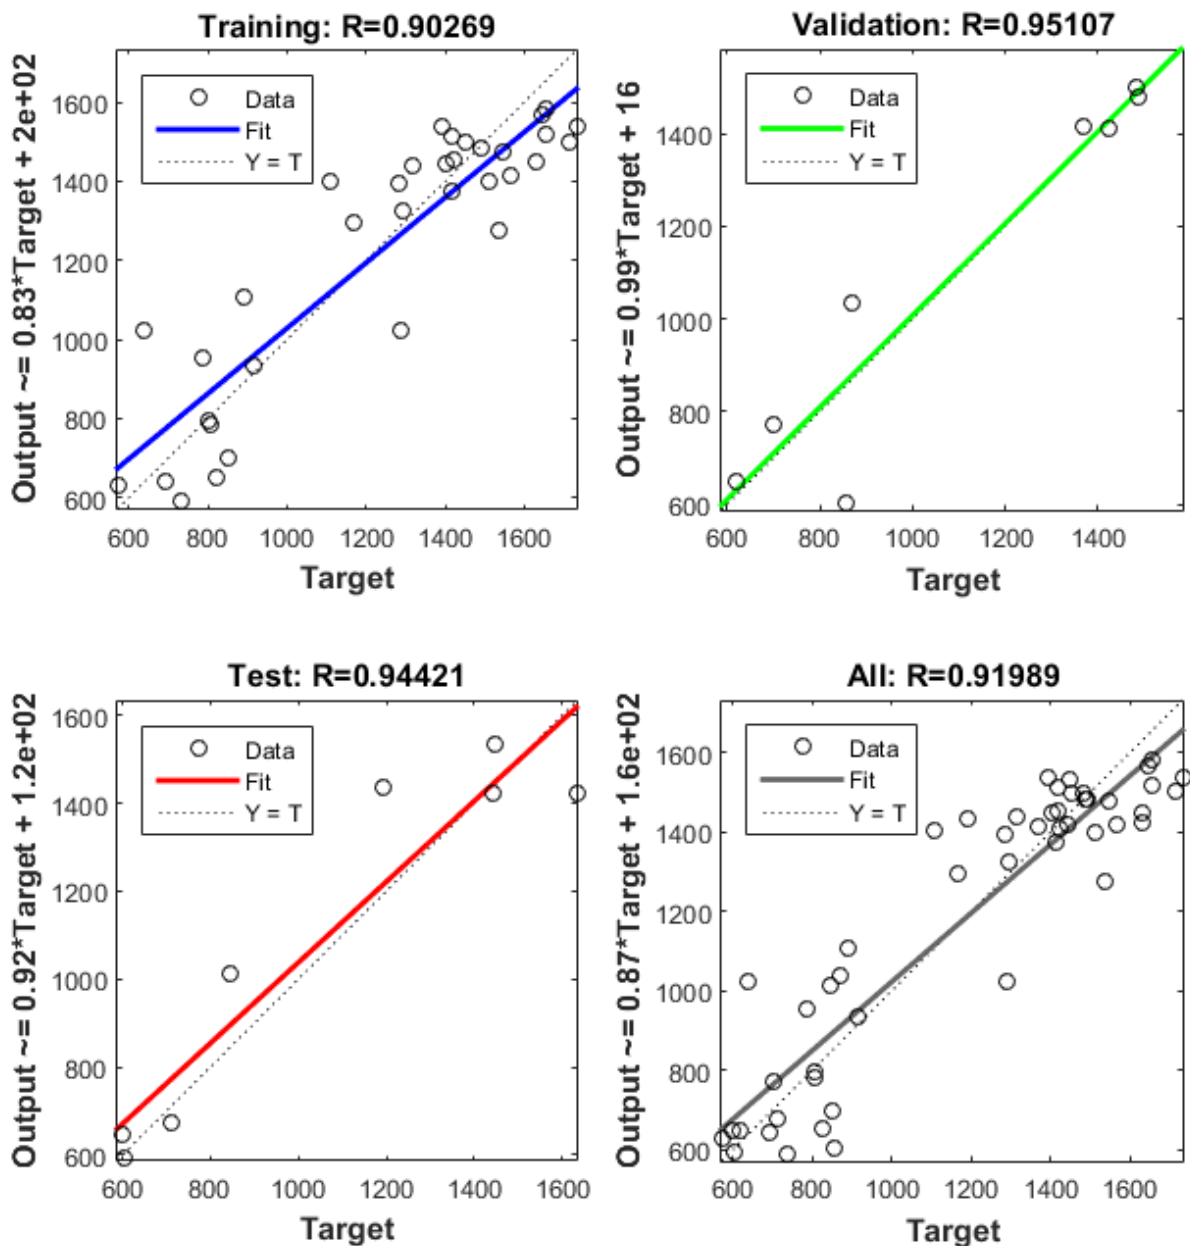 Training: R=0.90269
Output ~= 0.83*Target + 2e+02
1600
1400
1200
1000
800
600
Data
Fit
Y = T
600 800 1000 1200 1400 1600
Target
Validation: R=0.95107
Output ~= 0.99*Target + 16
1400
1200
1000
800
600
Data
Fit
Y = T
600 800 1000 1200 1400
Target
Test: R=0.94421
Output ~= 0.92*Target + 1.2e+02
1600
1400
1200
1000
800
600
Data
Fit
Y = T
600 800 1000 1200 1400 1600
Target
All: R=0.91989
Output ~= 0.87*Target + 1.6e+02
1600
1400
1200
1000
800
600
Data
Fit
Y = T
600 800 1000 1200 1400 1600
Target